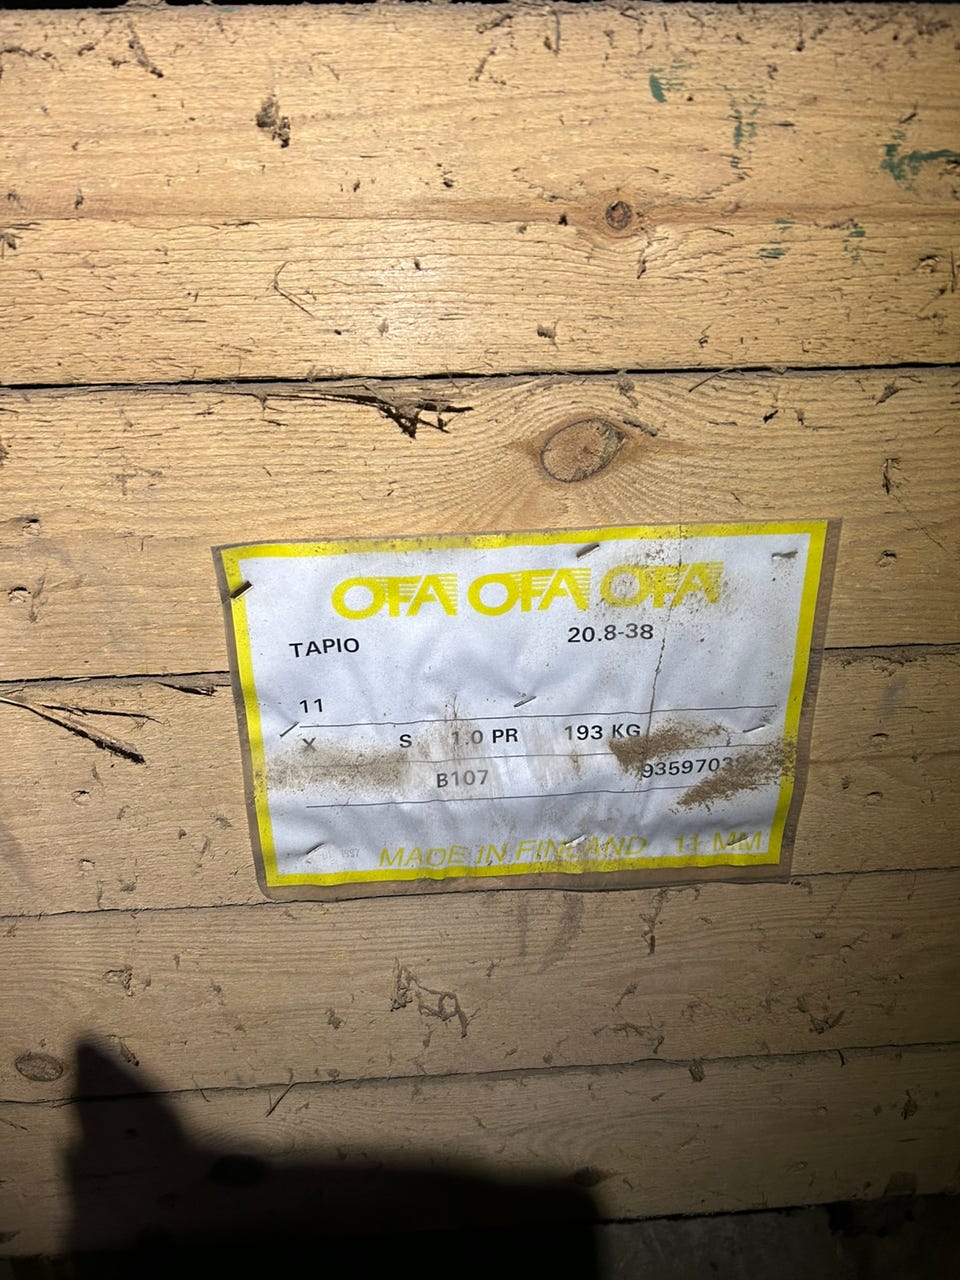 OFA OFA OFA
TAPIO 20.8-38
11
X S 1.0 PR 193 KG
B107
MADE IN FINLAND 11 MM